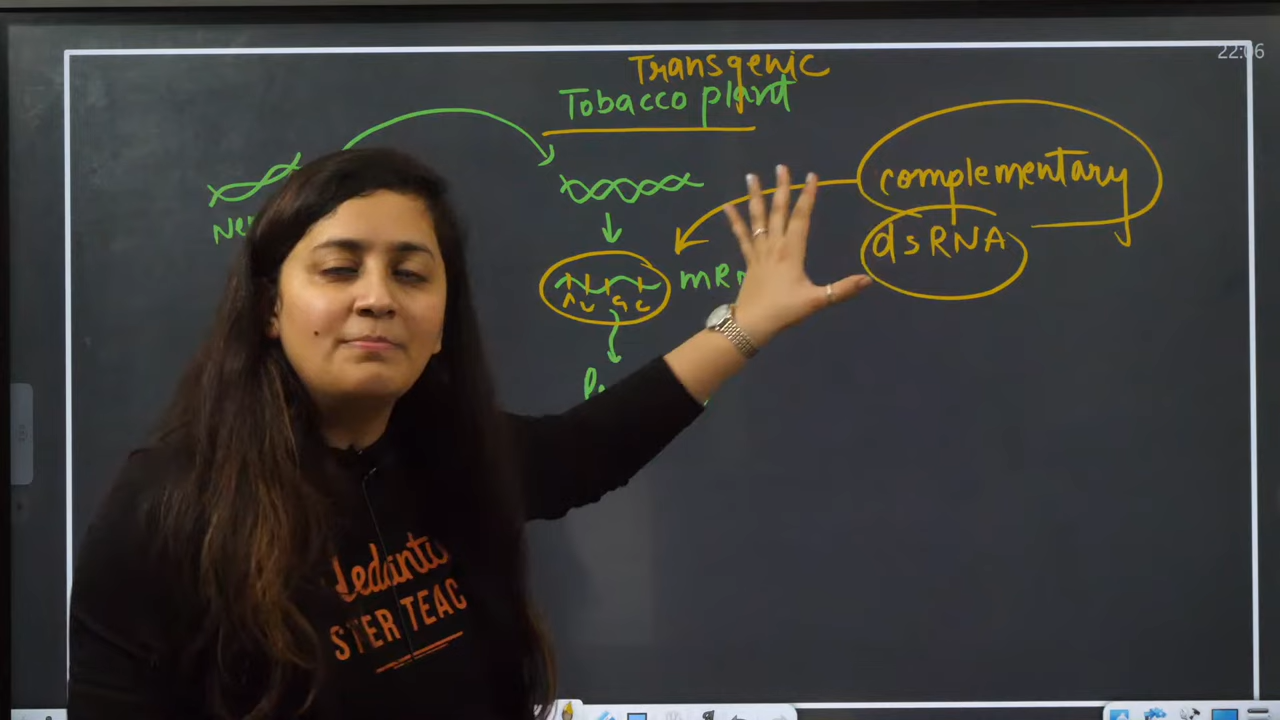 22:06
Transgenic
Tobacco plant
complementary
dsRNA
A U G C
Vedantu
STER TEAC